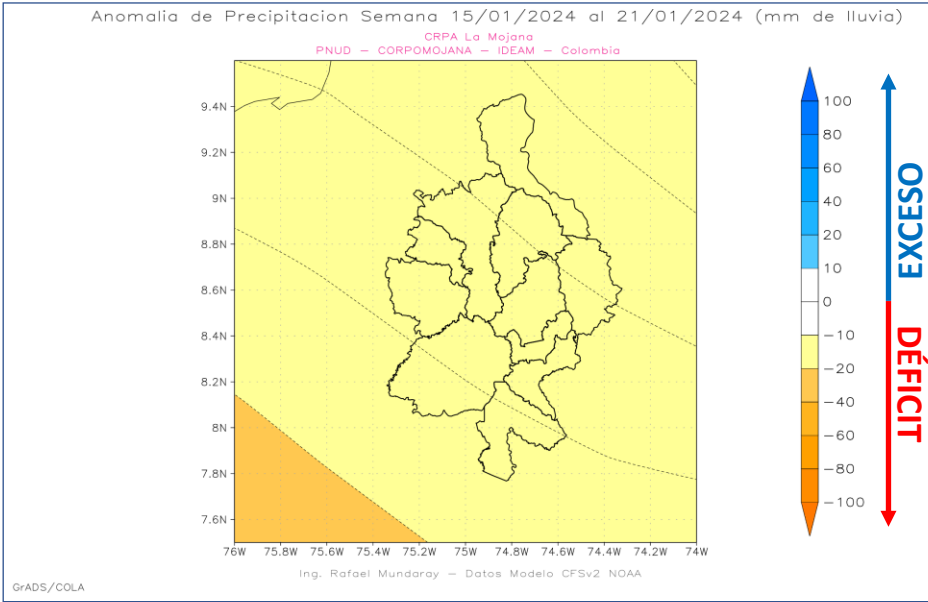 Anomalia de Precipitacion Semana 15/01/2024 al 21/01/2024 (mm de lluvia)
CRPA La Mojana
PNUD – CORPOMOJANA – IDEAM – Colombia
9.4N
9.2N
9N
8.8N
8.6N
8.4N
8.2N
8N
7.8N
7.6N
76W 75.8W 75.6W 75.4W 75.2W 75W 74.8W 74.6W 74.4W 74.2W 74W
100
80
60
40
20
10
0
−10
−20
−40
−60
−80
−100
EXCESO
DÉFICIT
Ing. Rafael Mundaray – Datos Modelo CFSv2 NOAA
GrADS/COLA